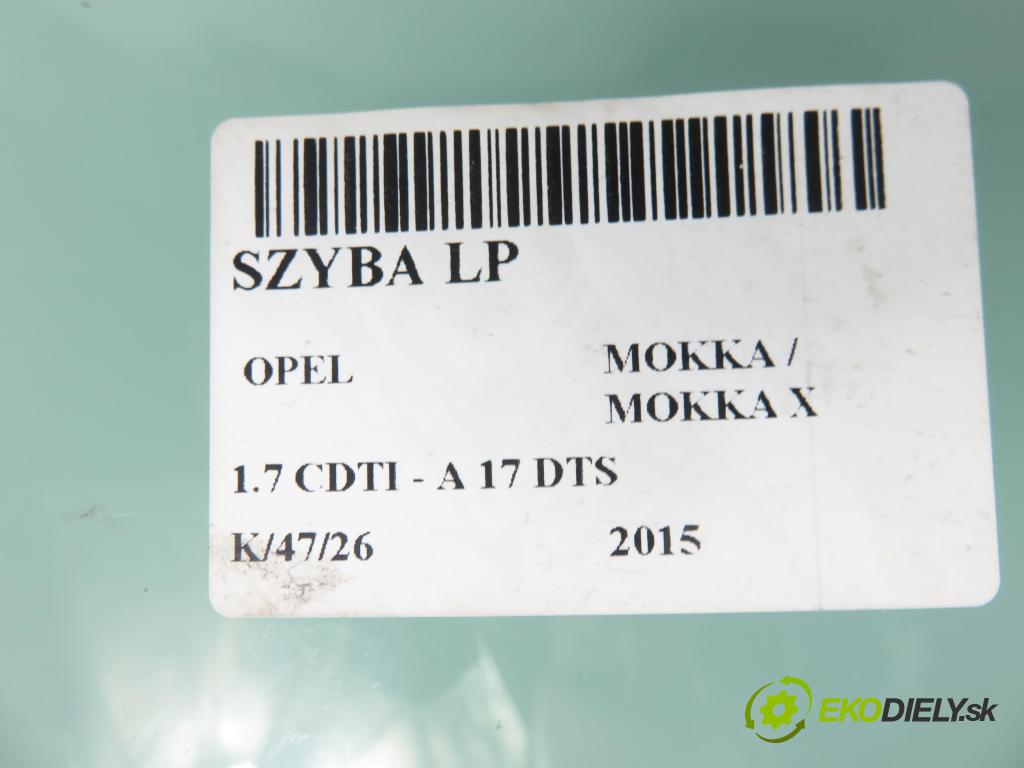 SZYBA LP
OPEL
MOKKA /
MOKKA X
1.7 CDTI - A 17 DTS
K/47/26
2015
EKODIELY.sk